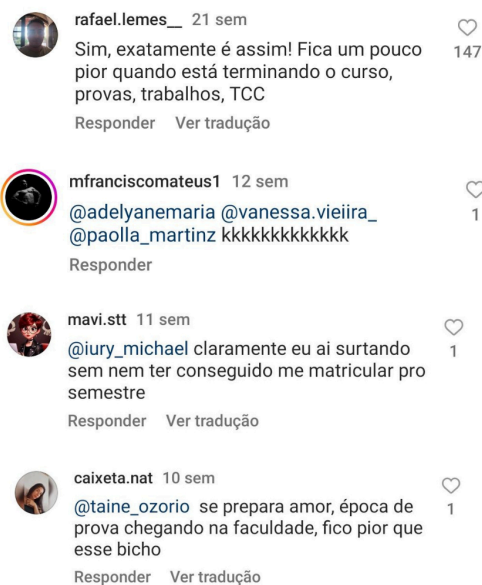 rafael.lemes__ 21 sem
Sim, exatamente é assim! Fica um pouco
pior quando está terminando o curso,
provas, trabalhos, TCC
147
Responder Ver tradução
mfranciscomateus1 12 sem
@adelyanemaria @vanessa.vieiira_
@paolla_martinz kkkkkkkkkkkkk
1
Responder
mavi.stt 11 sem
@iury_michael claramente eu ai surtando
sem nem ter conseguido me matricular pro
semestre
1
Responder Ver tradução
caixeta.nat 10 sem
@taine_ozorio se prepara amor, época de
prova chegando na faculdade, fico pior que
esse bicho
1
Responder Ver tradução